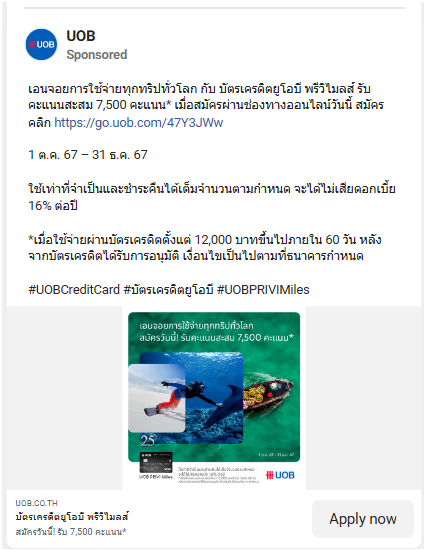 UOB
UOB
Sponsored
เอนจอยการใช้จ่ายทุกทริปทั่วโลก กับ บัตรเครดิตยูโอบี พรีวิไมลส์ รับ
คะแนนสะสม 7,500 คะแนน* เมื่อสมัครผ่านช่องทางออนไลน์วันนี้ สมัคร
คลิก https://go.uob.com/47Y3JWw
1 ต.ค. 67 – 31 ธ.ค. 67
ใช้เท่าที่จำเป็นและชำระคืนได้เต็มจำนวนตามกำหนด จะได้ไม่เสียดอกเบี้ย
16% ต่อปี
*เมื่อใช้จ่ายผ่านบัตรเครดิตตั้งแต่ 12,000 บาทขึ้นไปภายใน 60 วัน หลัง
จากบัตรเครดิตได้รับการอนุมัติ เงื่อนไขเป็นไปตามที่ธนาคารกำหนด
#UOBCreditCard #บัตรเครดิตยูโอบี #UOBPRIVIMiles
เอนจอยการใช้จ่ายทุกทริปทั่วโลก
สมัครวันนี้! รับคะแนนสะสม 7,500 คะแนน*
25
1 ต.ค. 67 - 31 ธ.ค. 67
UOB PRIVI Miles
UOB
UOB.CO.TH
บัตรเครดิตยูโอบี พรีวิไมลส์
สมัครวันนี้! รับ 7,500 คะแนน*
Apply now